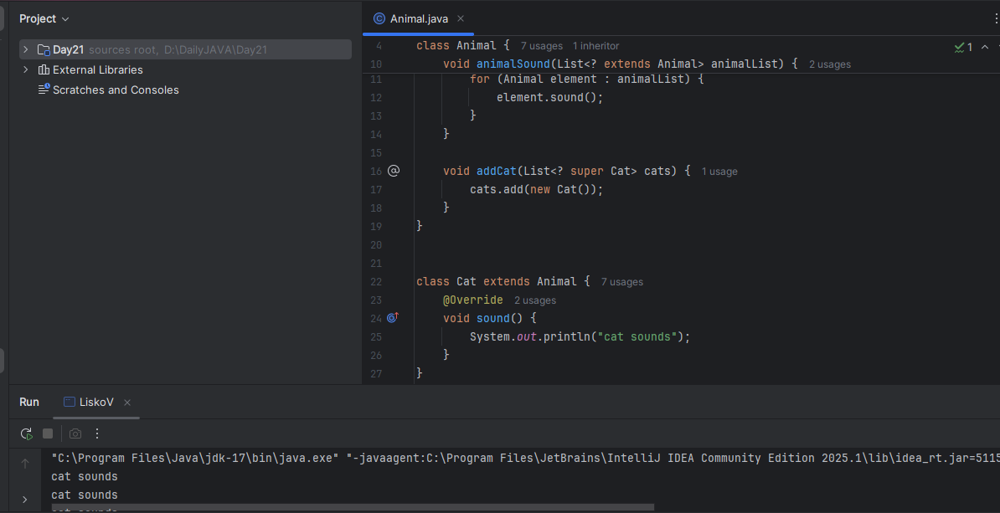 Project
Day21 sources root, D:\DailyJAVA\Day21
External Libraries
Scratches and Consoles
Animal.java
4 class Animal { 7 usages 1 inheritor
1
10 void animalSound(List<? extends Animal> animalList) { 2 usages
11 for (Animal element : animalList) {
12 element.sound();
13 }
14 }
15
16 void addCat(List<? super Cat> cats) { 1 usage
17 cats.add(new Cat());
18 }
19 }
20
21
22 class Cat extends Animal { 7 usages
23 @Override 2 usages
24 void sound() {
25 System.out.println("cat sounds");
26 }
27 }
Run LiskoV
"C:\Program Files\Java\jdk-17\bin\java.exe" "-javaagent:C:\Program Files\JetBrains\IntelliJ IDEA Community Edition 2025.1\lib\idea_rt.jar=5115
cat sounds
cat sounds
cat sounds